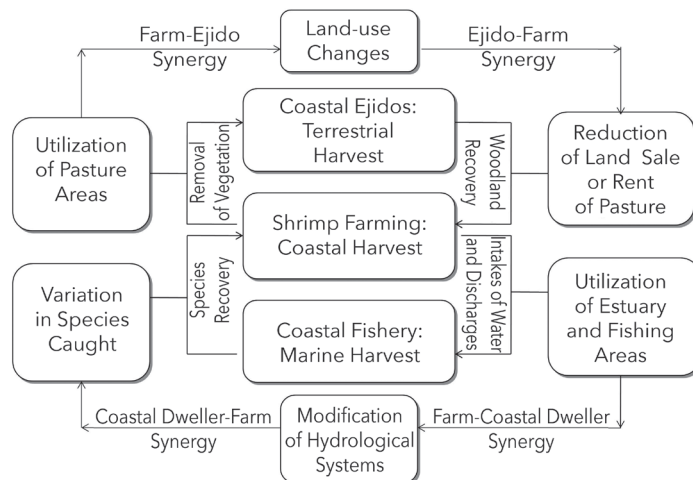 Farm-Ejido
Synergy
Land-use
Changes
Ejido-Farm
Synergy
Utilization
of Pasture
Areas
Removal
of Vegetation
Coastal Ejidos:
Terrestrial
Harvest
Woodland
Recovery
Reduction
of Land Sale
or Rent
of Pasture
Shrimp Farming:
Coastal Harvest
Variation
in Species
Caught
Species
Recovery
Coastal Fishery:
Marine Harvest
Intakes of Water
and Discharges
Utilization
of Estuary
and Fishing
Areas
Coastal Dweller-Farm
Synergy
Modification
of Hydrological
Systems
Farm-Coastal Dweller
Synergy